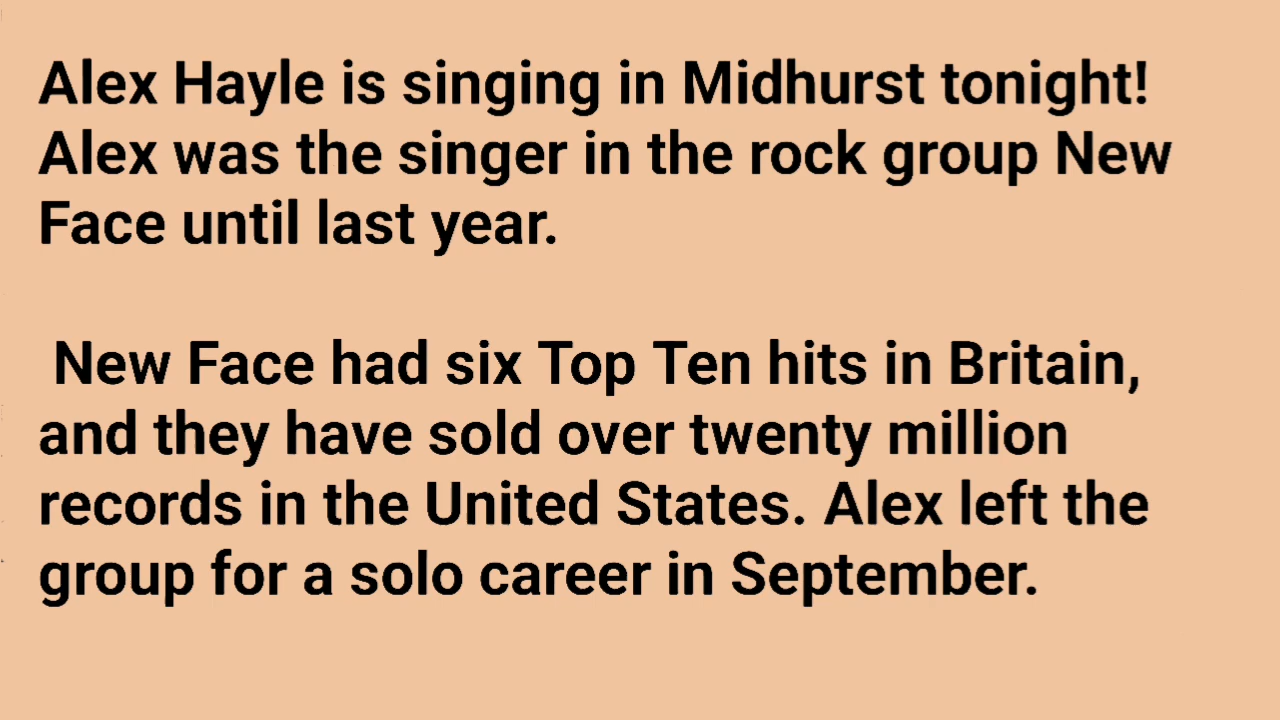 Alex Hayle is singing in Midhurst tonight!
Alex was the singer in the rock group New
Face until last year.
New Face had six Top Ten hits in Britain,
and they have sold over twenty million
records in the United States. Alex left the
group for a solo career in September.